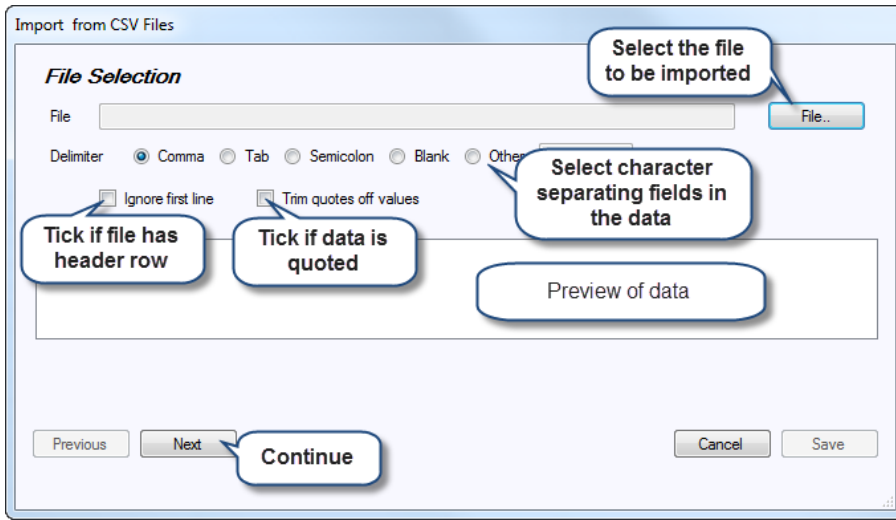 Import from CSV Files
Select the file
to be imported
File Selection
File
File..
Delimiter Comma Tab Semicolon Blank Other
Select character
separating fields in
the data
Ignore first line Trim quotes off values
Tick if file has
header row
Tick if data is
quoted
Preview of data
Previous Next Cancel Save
Continue